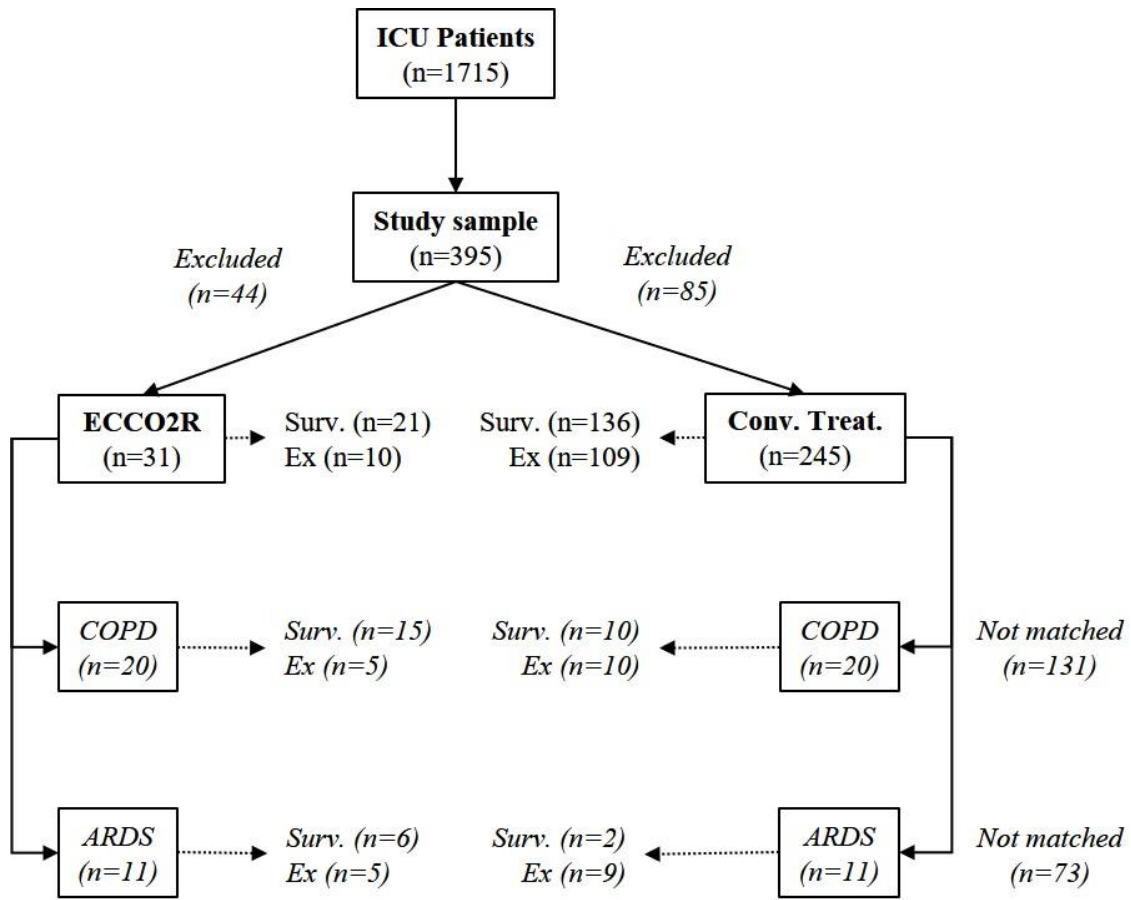 ICU Patients
(n=1715)
Study sample
(n=395)
Excluded
(n=44)
Excluded
(n=85)
ECCO2R
(n=31)
Surv. (n=21)
Ex (n=10)
Surv. (n=136)
Ex (n=109)
Conv. Treat.
(n=245)
COPD
(n=20)
Surv. (n=15)
Ex (n=5)
Surv. (n=10)
Ex (n=10)
COPD
(n=20)
Not matched
(n=131)
ARDS
(n=11)
Surv. (n=6)
Ex (n=5)
Surv. (n=2)
Ex (n=9)
ARDS
(n=11)
Not matched
(n=73)